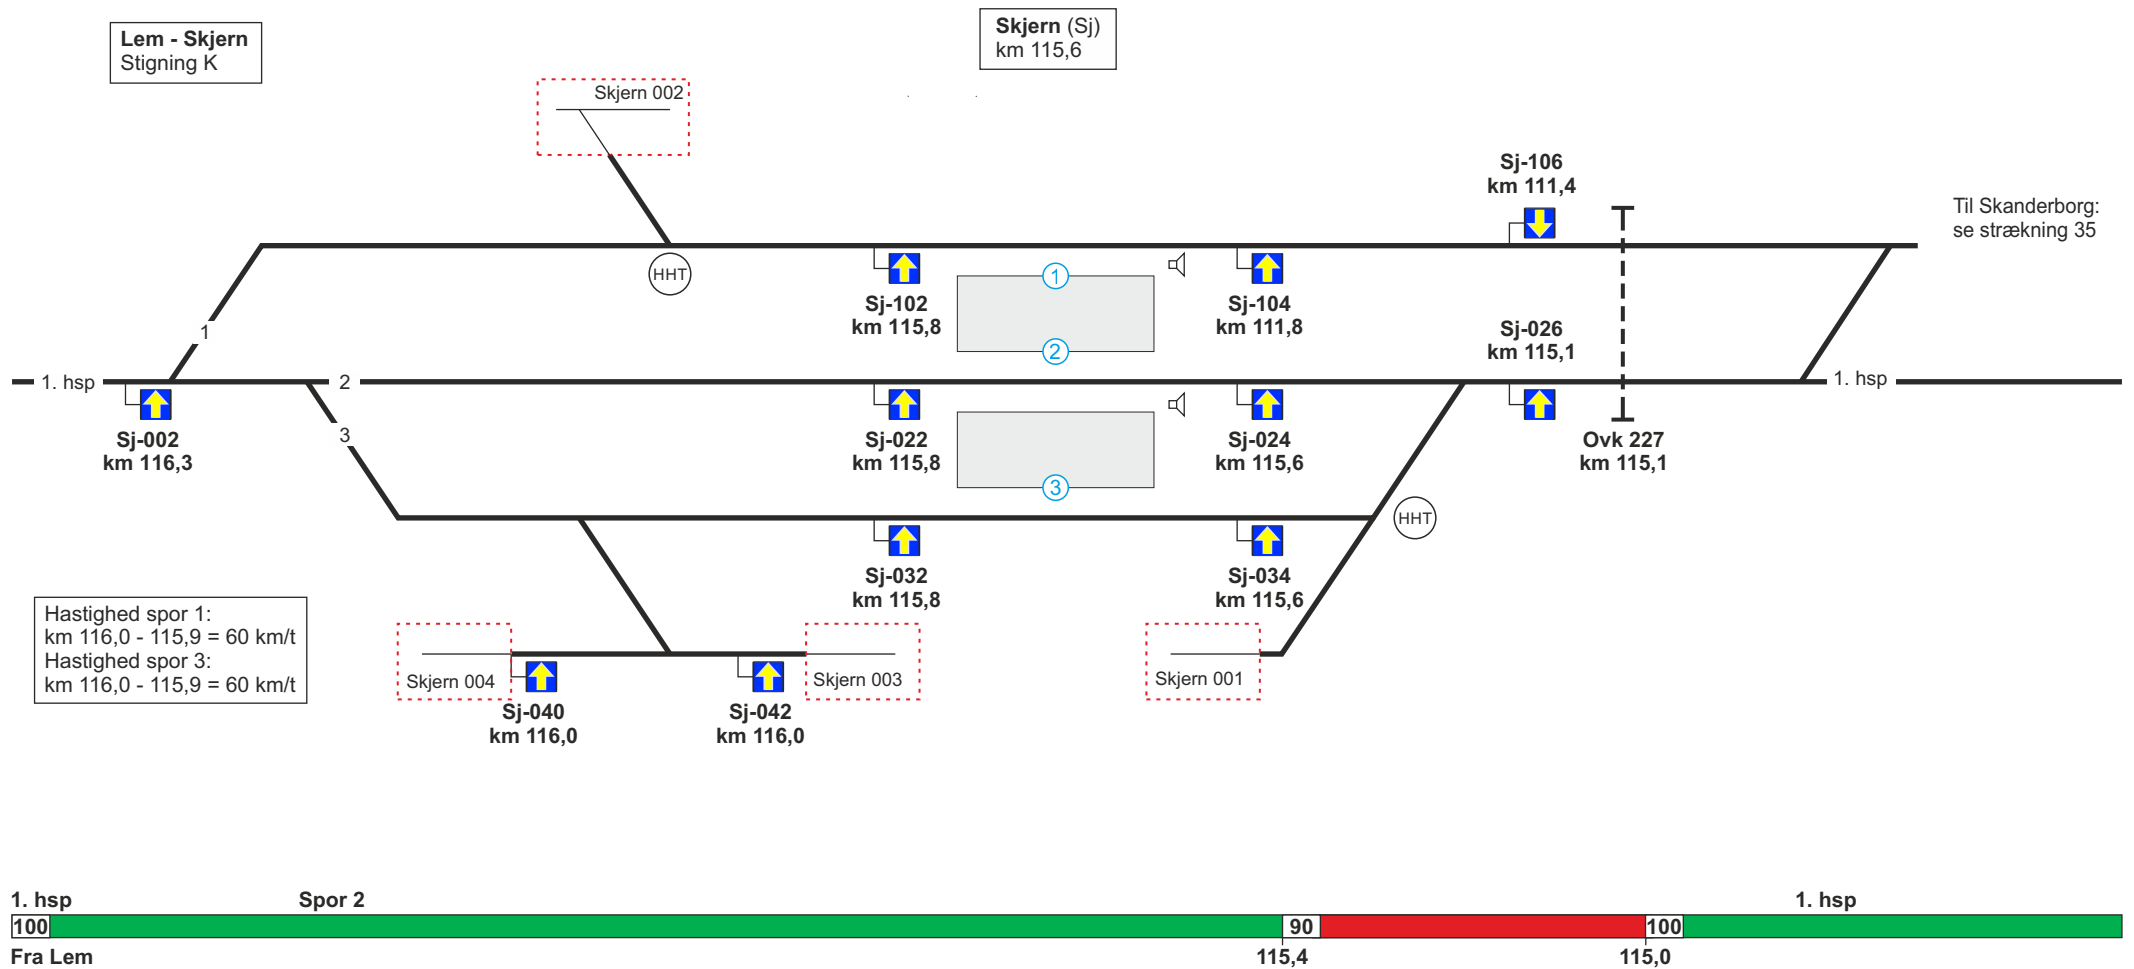 Lem - Skjern
Stigning K
Skjern (Sj)
km 115,6
Skjern 002
Sj-106
km 111,4
Til Skanderborg:
se strækning 35
HHT
1
Sj-102
km 115,8
Sj-104
km 111,8
1
2
Sj-026
km 115,1
1. hsp
2
1. hsp
3
Sj-002
km 116,3
Sj-022
km 115,8
Sj-024
km 115,6
Ovk 227
km 115,1
3
HHT
Sj-032
km 115,8
Sj-034
km 115,6
Hastighed spor 1:
km 116,0 - 115,9 = 60 km/t
Hastighed spor 3:
km 116,0 - 115,9 = 60 km/t
Skjern 004
Skjern 003
Skjern 001
Sj-040
km 116,0
Sj-042
km 116,0
1. hsp
Spor 2
1. hsp
100
90
100
Fra Lem
115,4
115,0